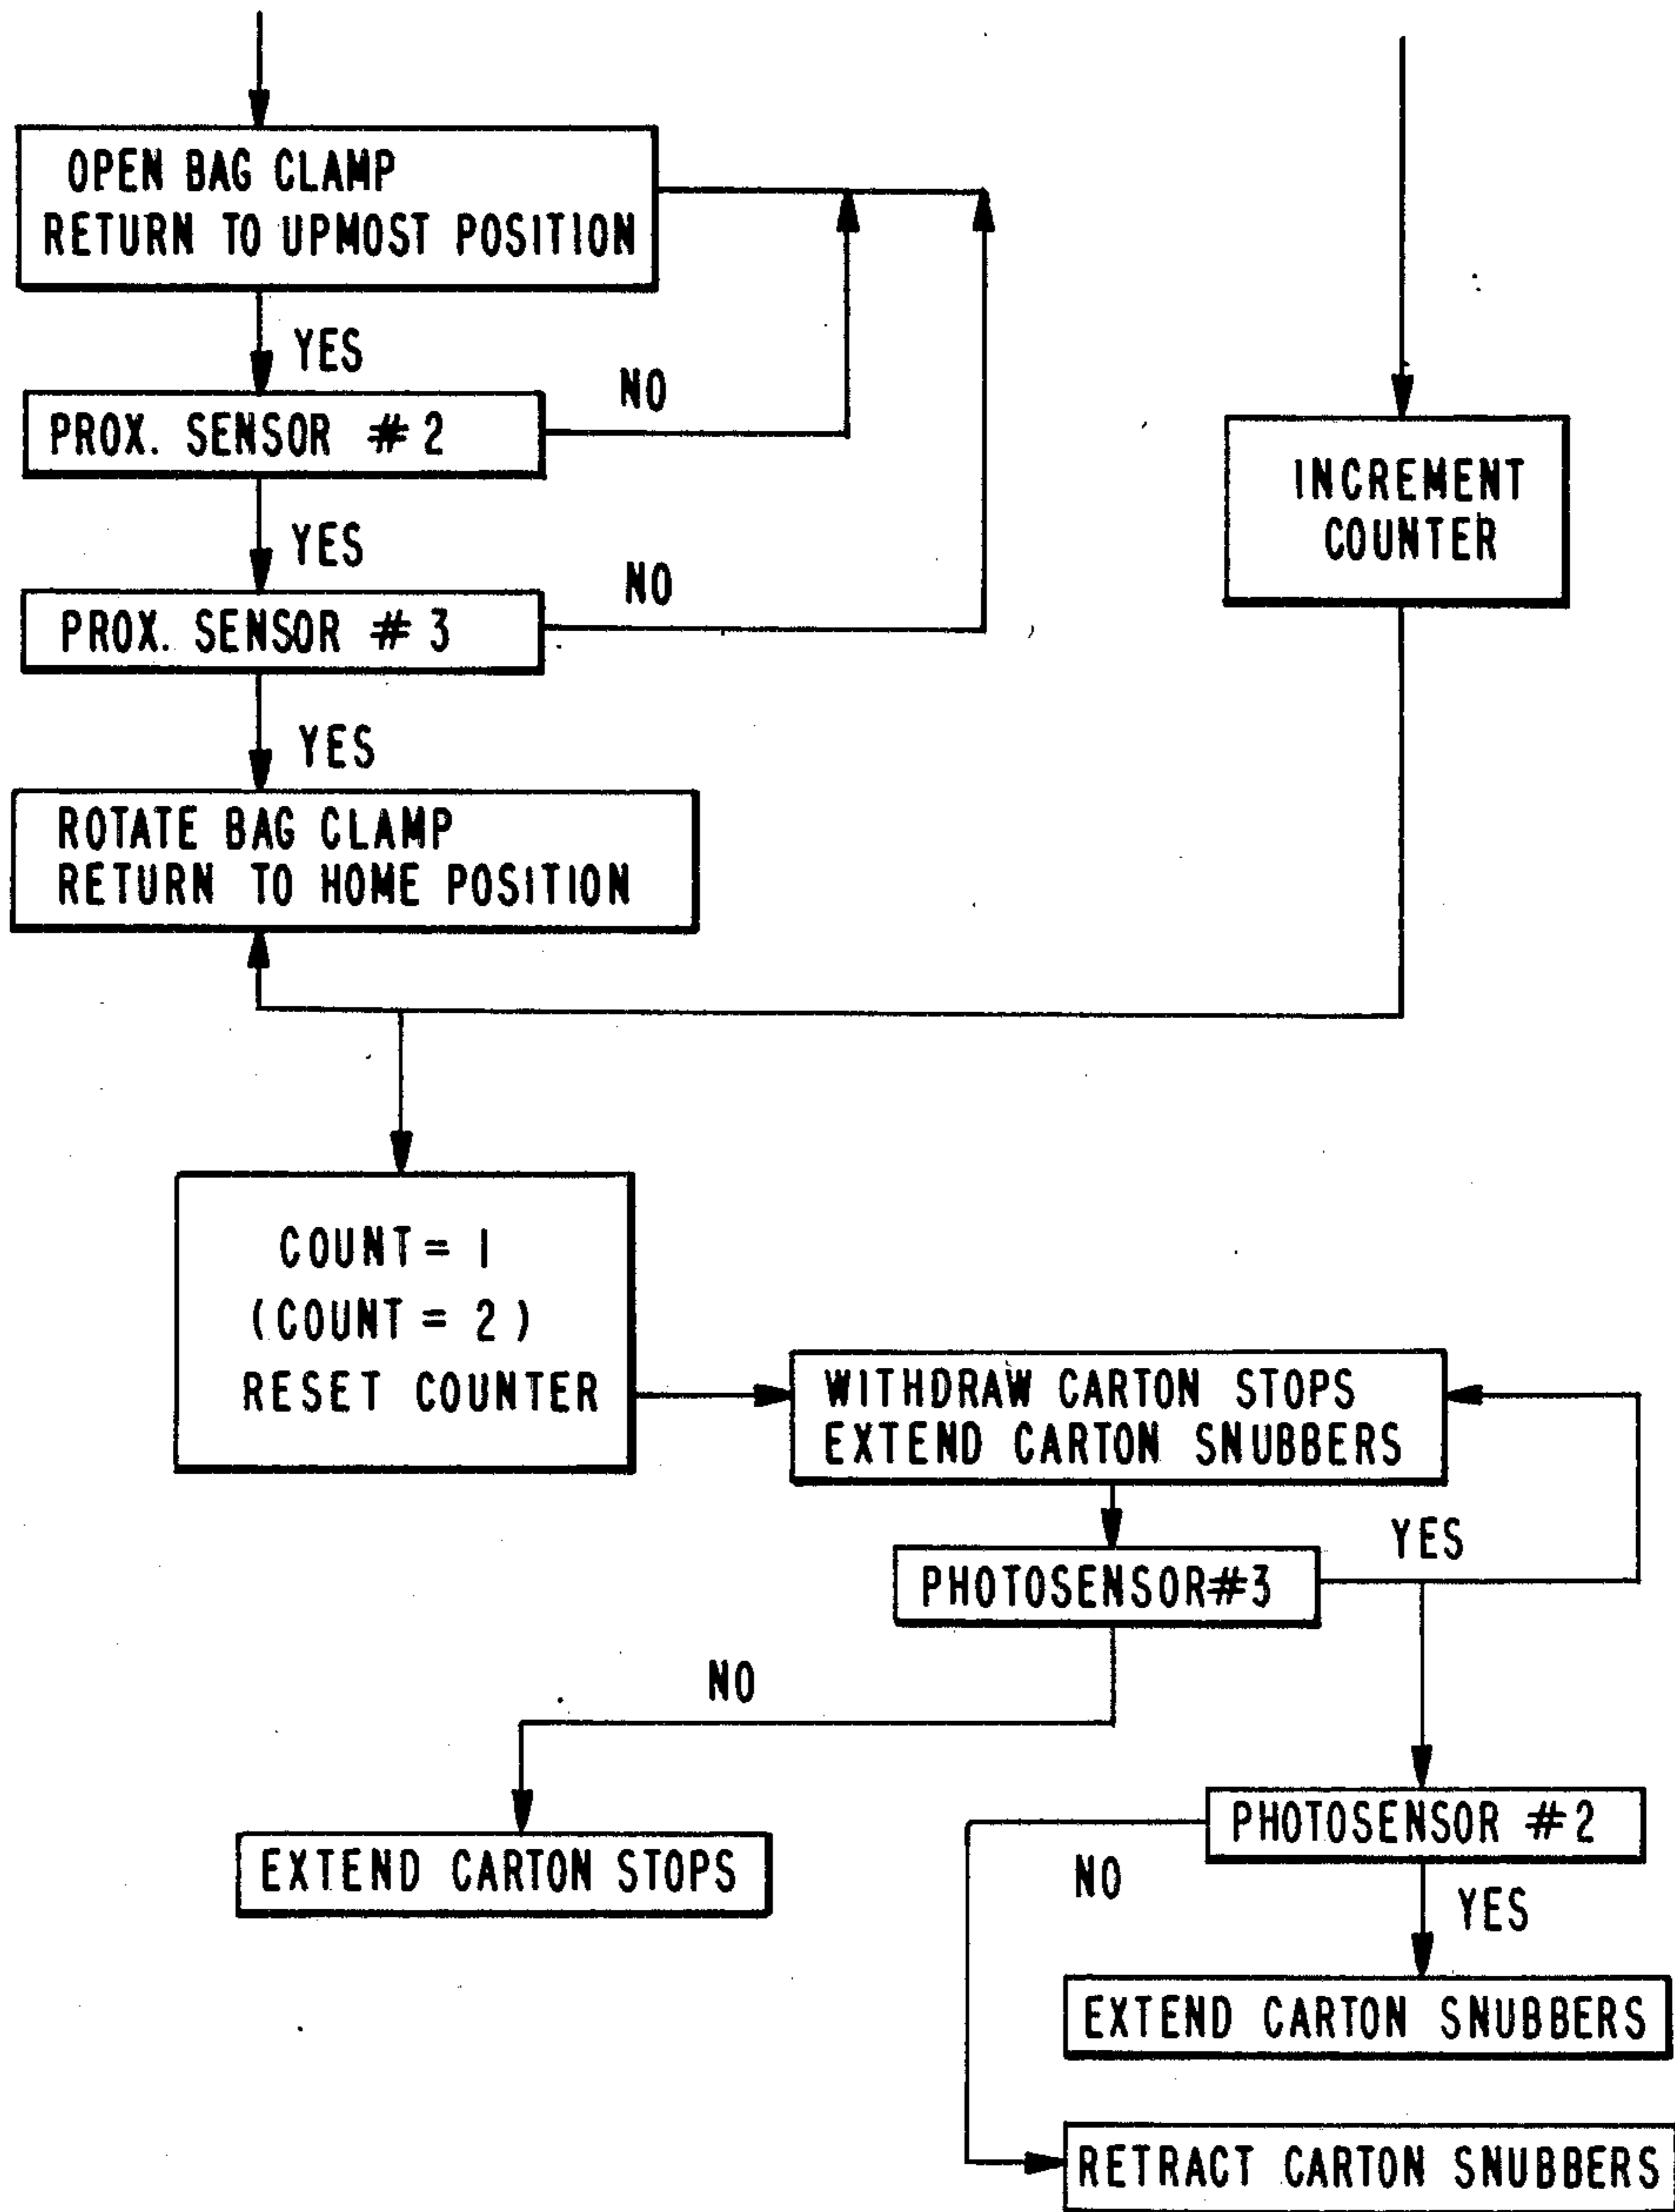 OPEN BAG CLAMP
RETURN TO UPMOST POSITION
YES
PROX. SENSOR #2
NO
YES
PROX. SENSOR #3
NO
YES
ROTATE BAG CLAMP
RETURN TO HOME POSITION
INCREMENT
COUNTER
COUNT = 1
(COUNT = 2)
RESET COUNTER
WITHDRAW CARTON STOPS
EXTEND CARTON SNUBBERS
PHOTOSENSOR #3
YES
NO
EXTEND CARTON STOPS
PHOTOSENSOR #2
NO
YES
EXTEND CARTON SNUBBERS
RETRACT CARTON SNUBBERS